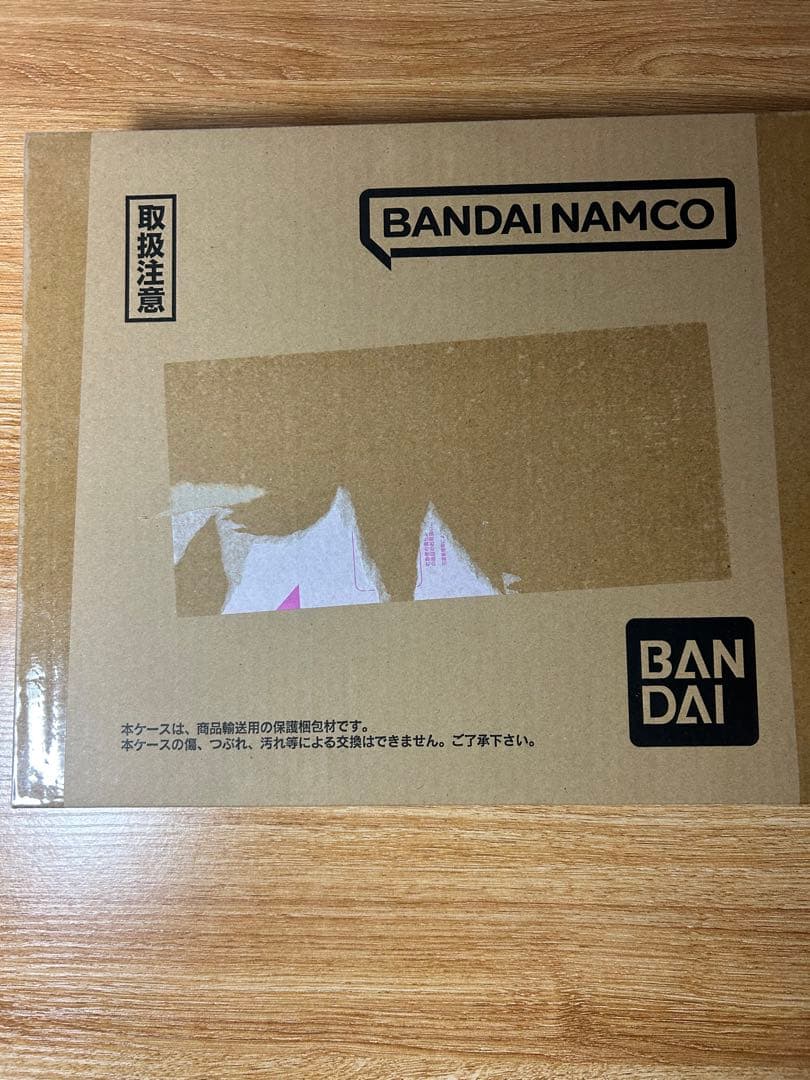 取扱注意
BANDAI NAMCO
BAN
DAI
本ケースは、商品輸送用の保護梱包材です。
本ケースの傷、つぶれ、汚れ等による交換はできません。ご了承下さい。